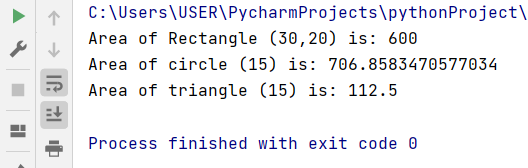 C:\Users\USER\PycharmProjects\pythonProject\
Area of Rectangle (30,20) is: 600
Area of circle (15) is: 706.8583470577034
Area of triangle (15) is: 112.5
Process finished with exit code 0